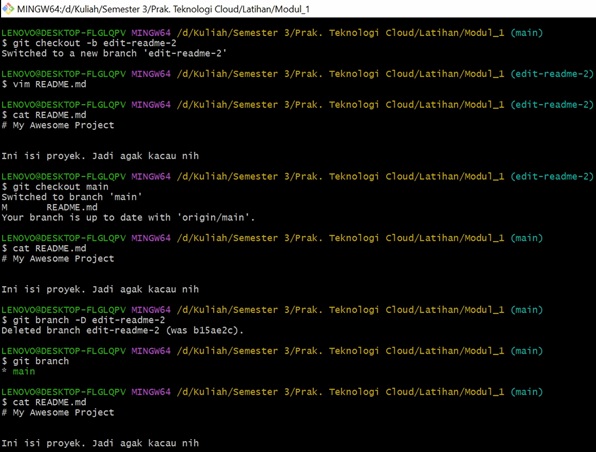 MINGW64:/d/Kuliah/Semester 3/Prak. Teknologi Cloud/Latihan/Modul_1
LENOVO@DESKTOP-FLGLQPV MINGW64 /d/Kuliah/Semester 3/Prak. Teknologi Cloud/Latihan/Modul_1 (main)
$ git checkout -b edit-readme-2
Switched to a new branch 'edit-readme-2'
LENOVO@DESKTOP-FLGLQPV MINGW64 /d/Kuliah/Semester 3/Prak. Teknologi Cloud/Latihan/Modul_1 (edit-readme-2)
$ vim README.md
LENOVO@DESKTOP-FLGLQPV MINGW64 /d/Kuliah/Semester 3/Prak. Teknologi Cloud/Latihan/Modul_1 (edit-readme-2)
$ cat README.md
# My Awesome Project
Ini isi proyek. Jadi agak kacau nih
LENOVO@DESKTOP-FLGLQPV MINGW64 /d/Kuliah/Semester 3/Prak. Teknologi Cloud/Latihan/Modul_1 (edit-readme-2)
$ git checkout main
Switched to branch 'main'
M       README.md
Your branch is up to date with 'origin/main'.
LENOVO@DESKTOP-FLGLQPV MINGW64 /d/Kuliah/Semester 3/Prak. Teknologi Cloud/Latihan/Modul_1 (main)
$ cat README.md
# My Awesome Project
Ini isi proyek. Jadi agak kacau nih
LENOVO@DESKTOP-FLGLQPV MINGW64 /d/Kuliah/Semester 3/Prak. Teknologi Cloud/Latihan/Modul_1 (main)
$ git branch -D edit-readme-2
Deleted branch edit-readme-2 (was b15ae2c).
LENOVO@DESKTOP-FLGLQPV MINGW64 /d/Kuliah/Semester 3/Prak. Teknologi Cloud/Latihan/Modul_1 (main)
$ git branch
* main
LENOVO@DESKTOP-FLGLQPV MINGW64 /d/Kuliah/Semester 3/Prak. Teknologi Cloud/Latihan/Modul_1 (main)
$ cat README.md
# My Awesome Project
Ini isi proyek. Jadi agak kacau nih